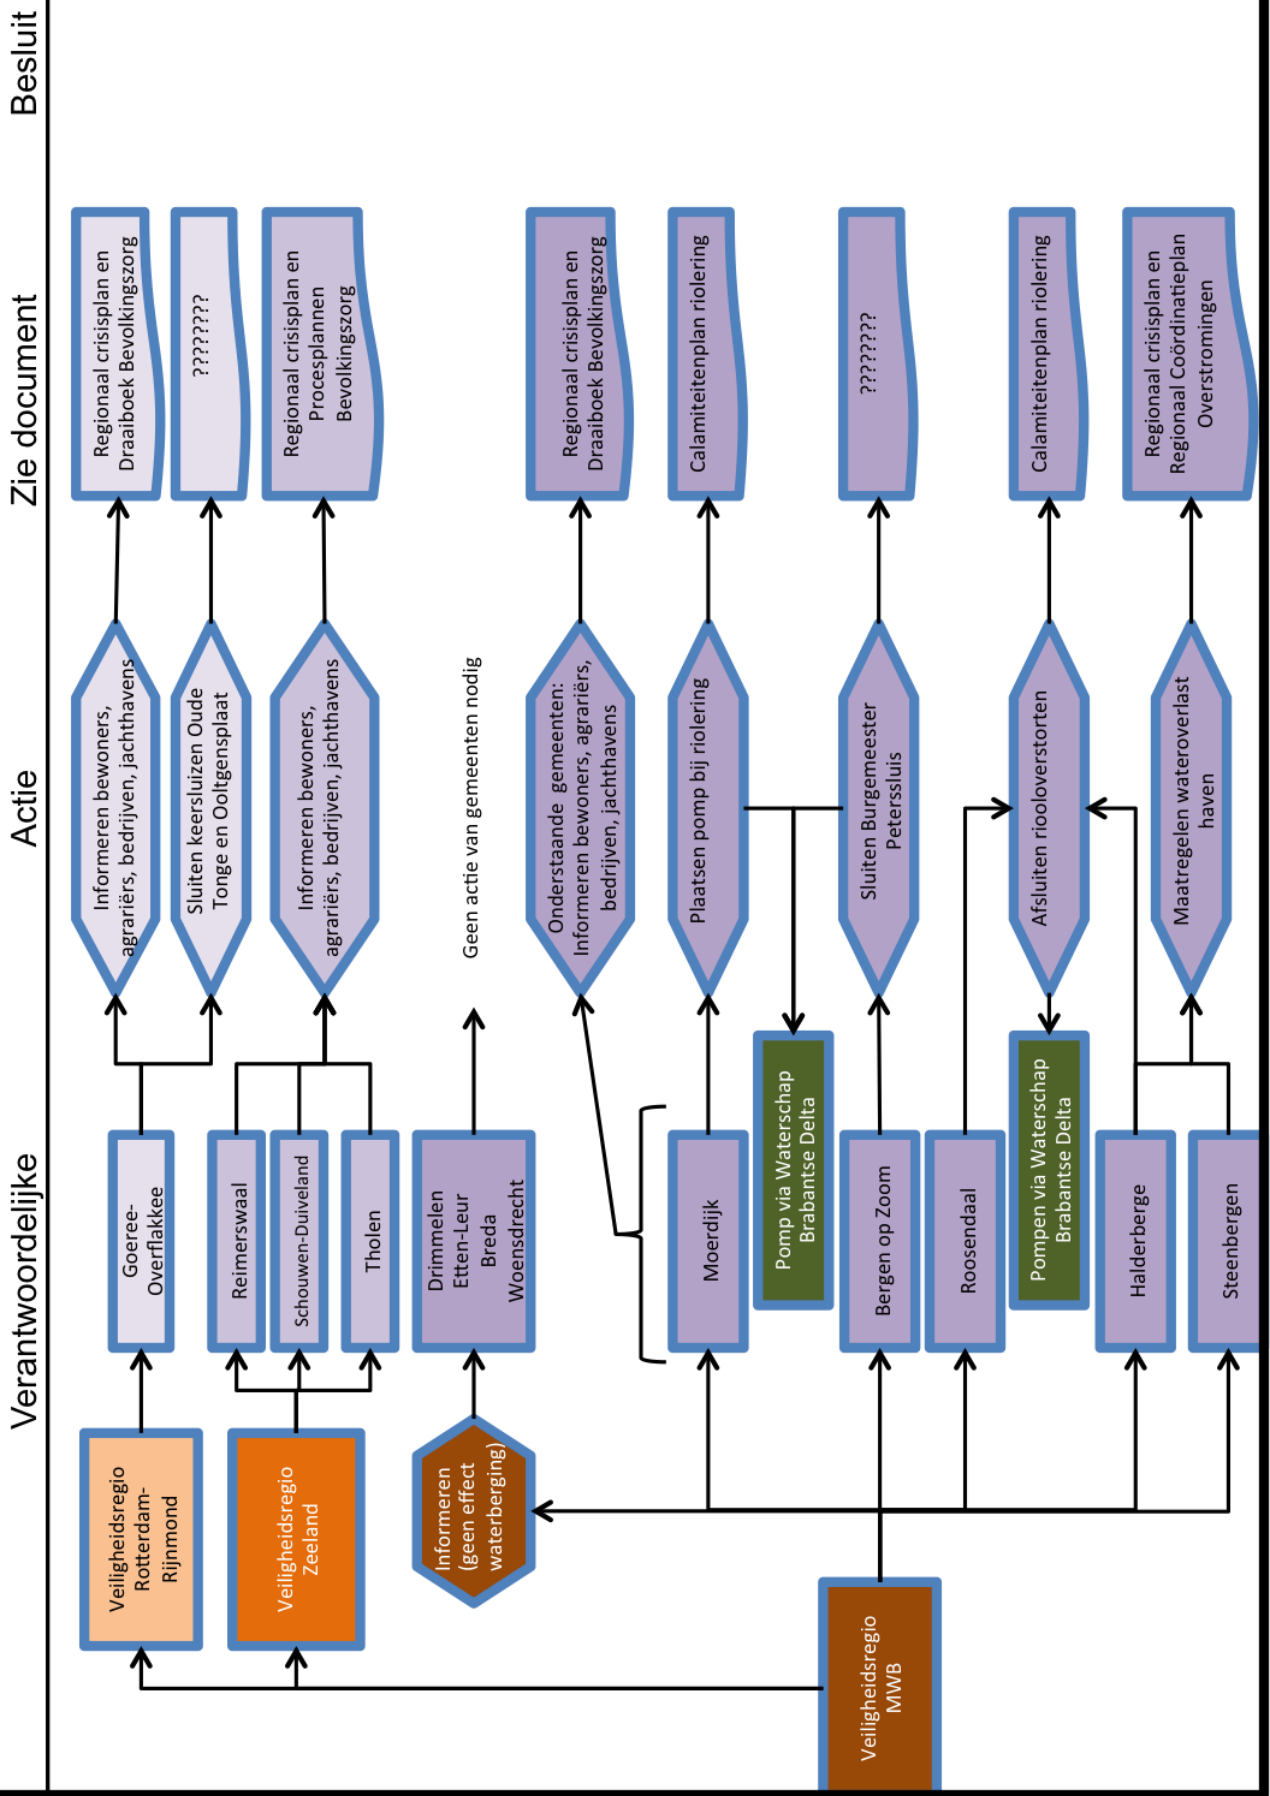 Verantwoordelijke
Actie
Zie document
Besluit
Veiligheidsregio
Rotterdam-
Rijnmond
Goeree-
Overflakkee
Informeren bewoners,
agrariërs, bedrijven, jachthavens
Regionaal crisisplan en
Draaiboek Bevolkingszorg
Sluiten keersluizen Oude
Tonge en Ooltgensplaat
????????
Veiligheidsregio
Zeeland
Reimerswaal
Schouwen-Duiveland
Tholen
Informeren bewoners,
agrariërs, bedrijven, jachthavens
Regionaal crisisplan en
Procesplannen
Bevolkingszorg
Informeren
(geen effect
waterberging)
Drimmelen
Etten-Leur
Breda
Woensdrecht
Geen actie van gemeenten nodig
Onderstaande gemeenten:
Informeren bewoners, agrariërs,
bedrijven, jachthavens
Regionaal crisisplan en
Draaiboek Bevolkingszorg
Moerdijk
Plaatsen pomp bij riolering
Calamiteitenplan riolering
Pomp via Waterschap
Brabantse Delta
Veiligheidsregio
MWB
Bergen op Zoom
Sluiten Burgemeester
Peterssluis
????????
Roosendaal
Pompen via Waterschap
Brabantse Delta
Afsluiten riooloverstorten
Calamiteitenplan riolering
Halderberge
Maatregelen wateroverlast
haven
Regionaal crisisplan en
Regionaal Coördinatieplan
Overstromingen
Steenbergen